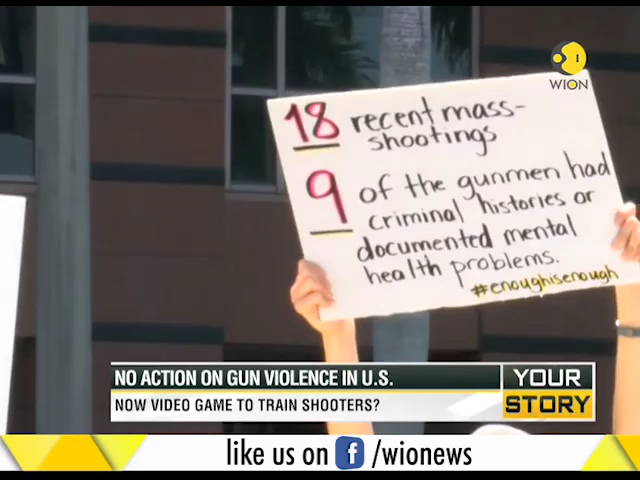 WION
18 recent mass-
shootings
9 of the gunmen had
criminal histories or
documented mental
health problems.
#enoughisenough
NO ACTION ON GUN VIOLENCE IN U.S.
NOW VIDEO GAME TO TRAIN SHOOTERS?
YOUR
STORY
like us on f /wionews